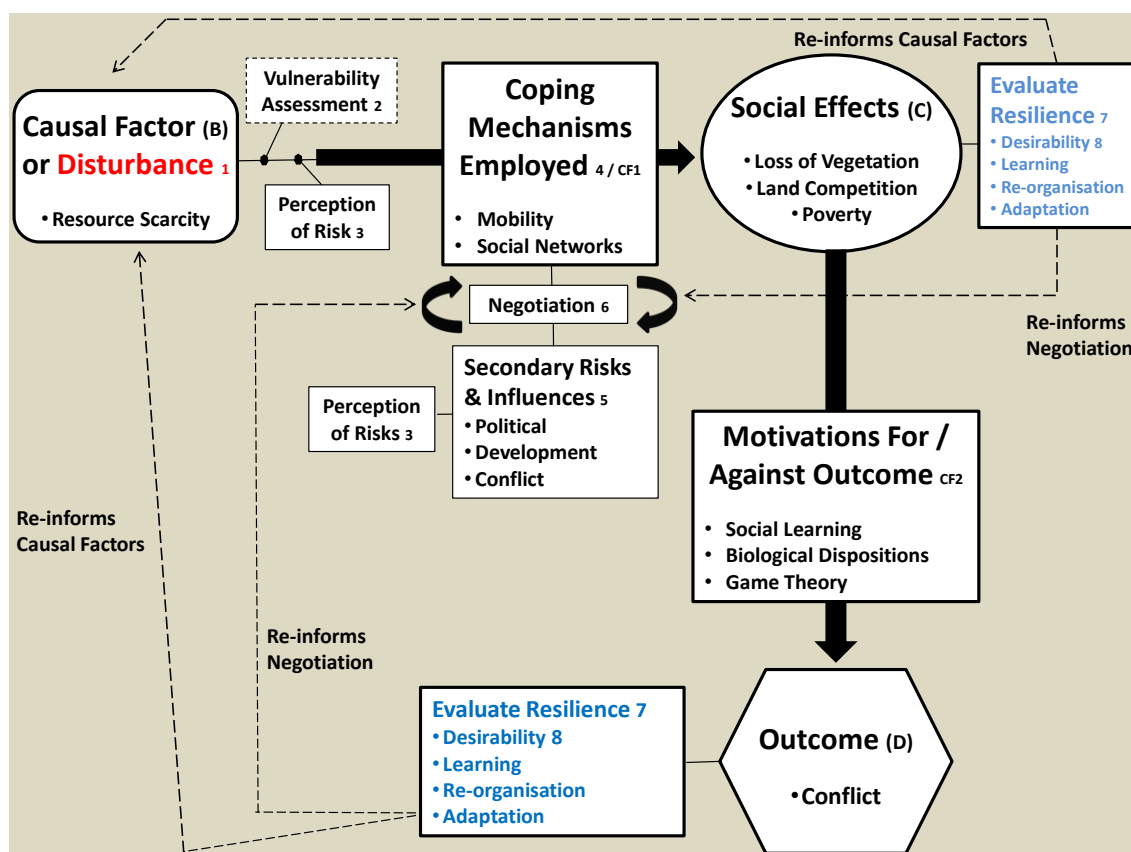 Re-informs Causal Factors
Vulnerability
Assessment 2
Causal Factor (B)
or Disturbance 1
• Resource Scarcity
Perception
of Risk 3
Coping
Mechanisms
Employed 4 / CF1
• Mobility
• Social Networks
Social Effects (C)
• Loss of Vegetation
• Land Competition
• Poverty
Evaluate
Resilience 7
• Desirability 8
• Learning
• Re-organisation
• Adaptation
Negotiation 6
Re-informs
Negotiation
Secondary Risks
& Influences 5
• Political
• Development
• Conflict
Perception
of Risks 3
Motivations For /
Against Outcome CF2
• Social Learning
• Biological Dispositions
• Game Theory
Re-informs
Causal Factors
Re-informs
Negotiation
Evaluate Resilience 7
• Desirability 8
• Learning
• Re-organisation
• Adaptation
Outcome (D)
• Conflict